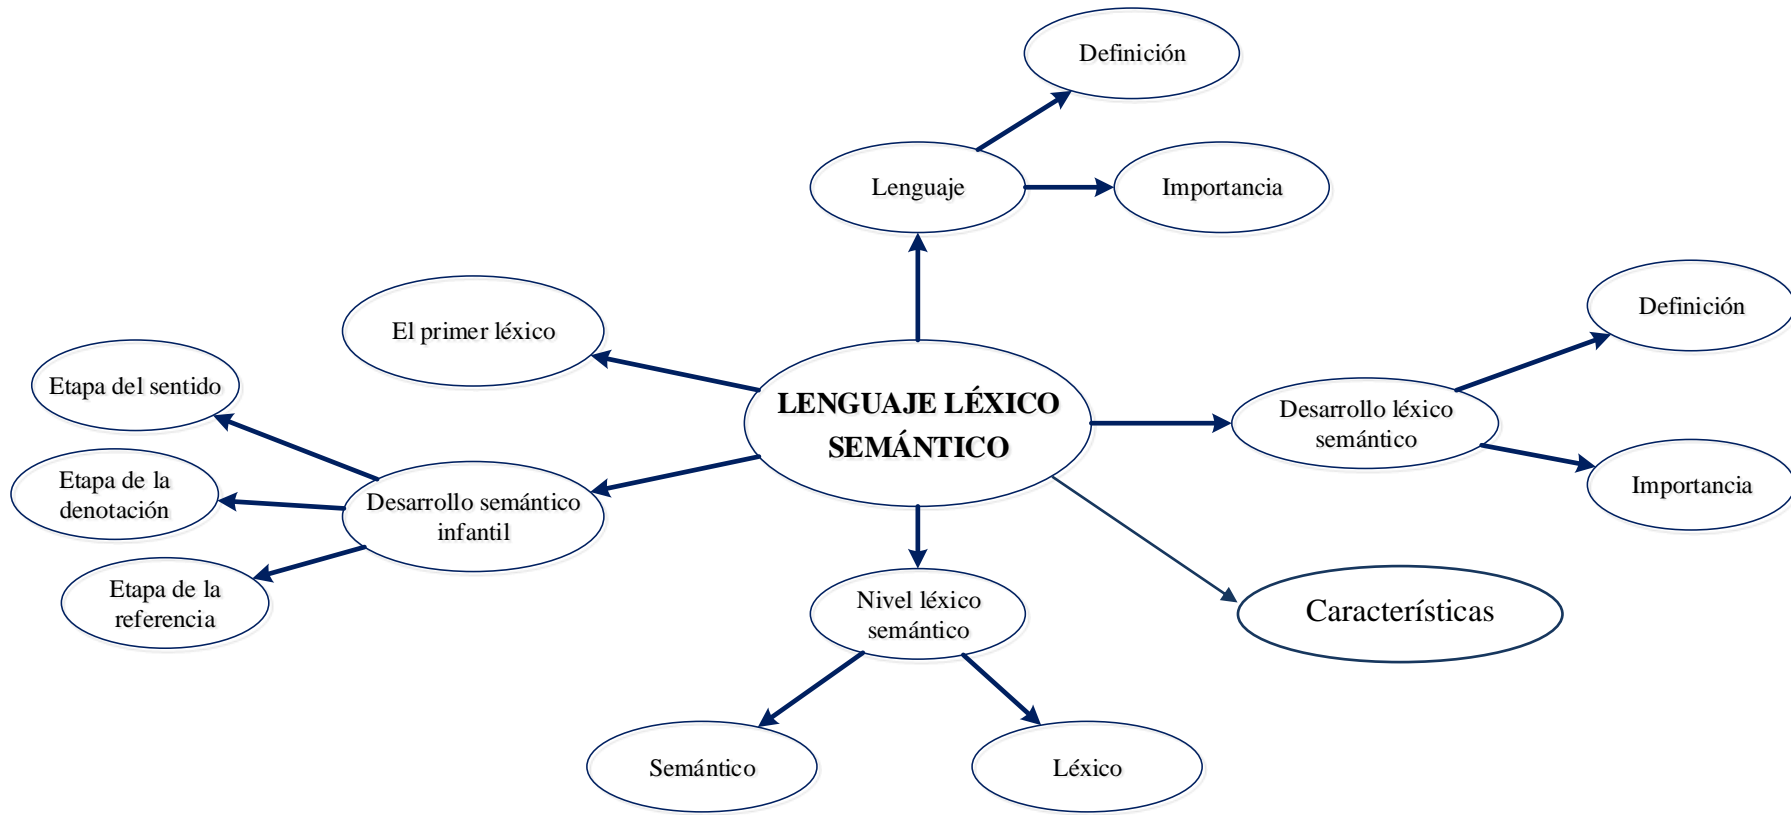 Definición
Lenguaje
Importancia
El primer léxico
Definición
Etapa del sentido
LENGUAJE LÉXICO
SEMÁNTICO
Desarrollo léxico
semántico
Etapa de la
denotación
Desarrollo semántico
infantil
Importancia
Etapa de la
referencia
Nivel léxico
semántico
Características
Semántico
Léxico